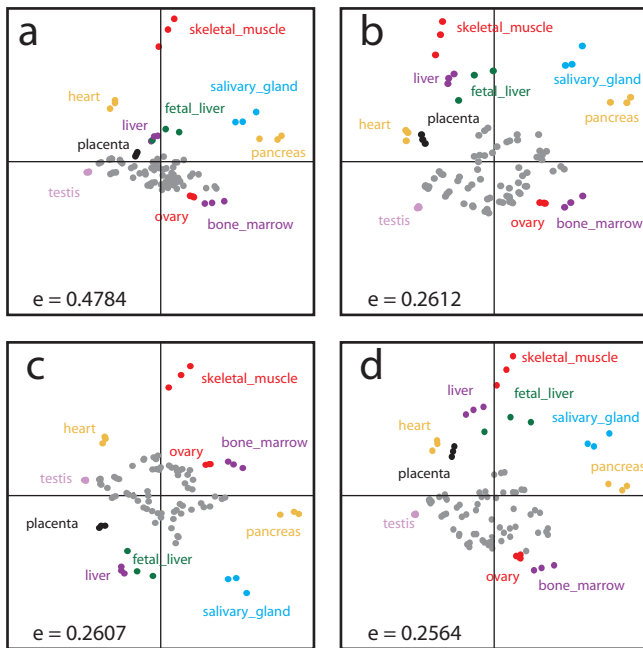 a
skeletal_muscle
heart
salivary_gland
liver
fetal_liver
placenta
pancreas
testis
ovary
bone_marrow
e = 0.4784
b
skeletal_muscle
liver
salivary_gland
fetal_liver
placenta
pancreas
heart
testis
ovary
bone_marrow
e = 0.2612
c
skeletal_muscle
heart
ovary
bone_marrow
testis
placenta
pancreas
fetal_liver
liver
salivary_gland
e = 0.2607
d
skeletal_muscle
liver
fetal_liver
salivary_gland
heart
placenta
pancreas
testis
ovary
bone_marrow
e = 0.2564